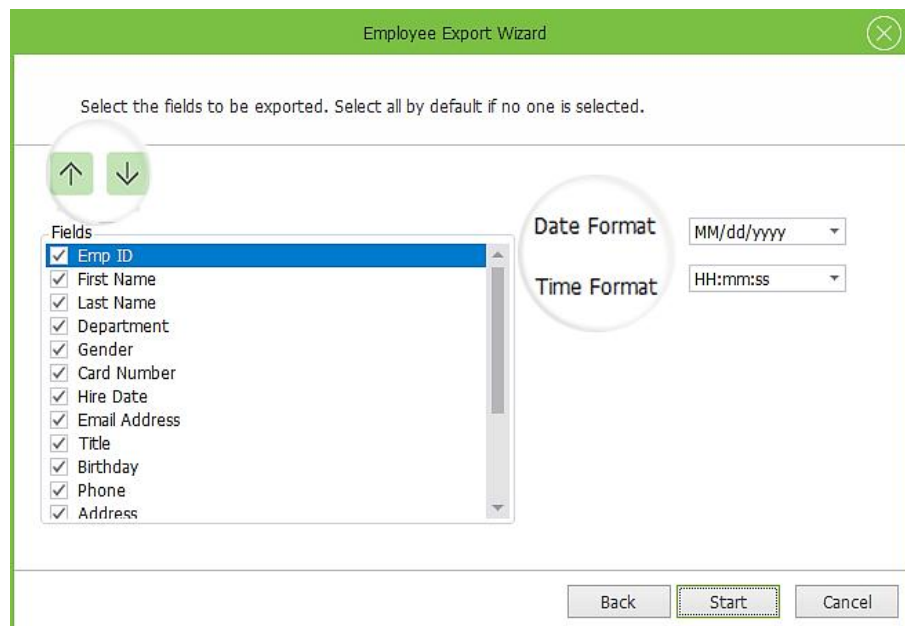 Employee Export Wizard
Select the fields to be exported. Select all by default if no one is selected.
Fields
Emp ID
First Name
Last Name
Department
Gender
Card Number
Hire Date
Email Address
Title
Birthday
Phone
Address
Date Format MM/dd/yyyy
Time Format HH:mm:ss
Back Start Cancel